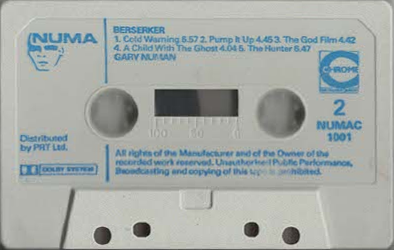 NUMA
BERSERKER
1. Cold Warning 6.57 2. Pump It Up 4.45 3. The God Film 4.42
4. A Child With The Ghost 4.04 5. The Hunter 6.47
GARY NUMAN
CHROME
2
NUMAC
1001
Distributed
by PRT Ltd.
100 50 0
All rights of the Manufacturer and of the Owner of the
recorded work reserved. Unauthorised Public Performance,
Broadcasting and copying of this tape is prohibited.
DOLBY SYSTEM